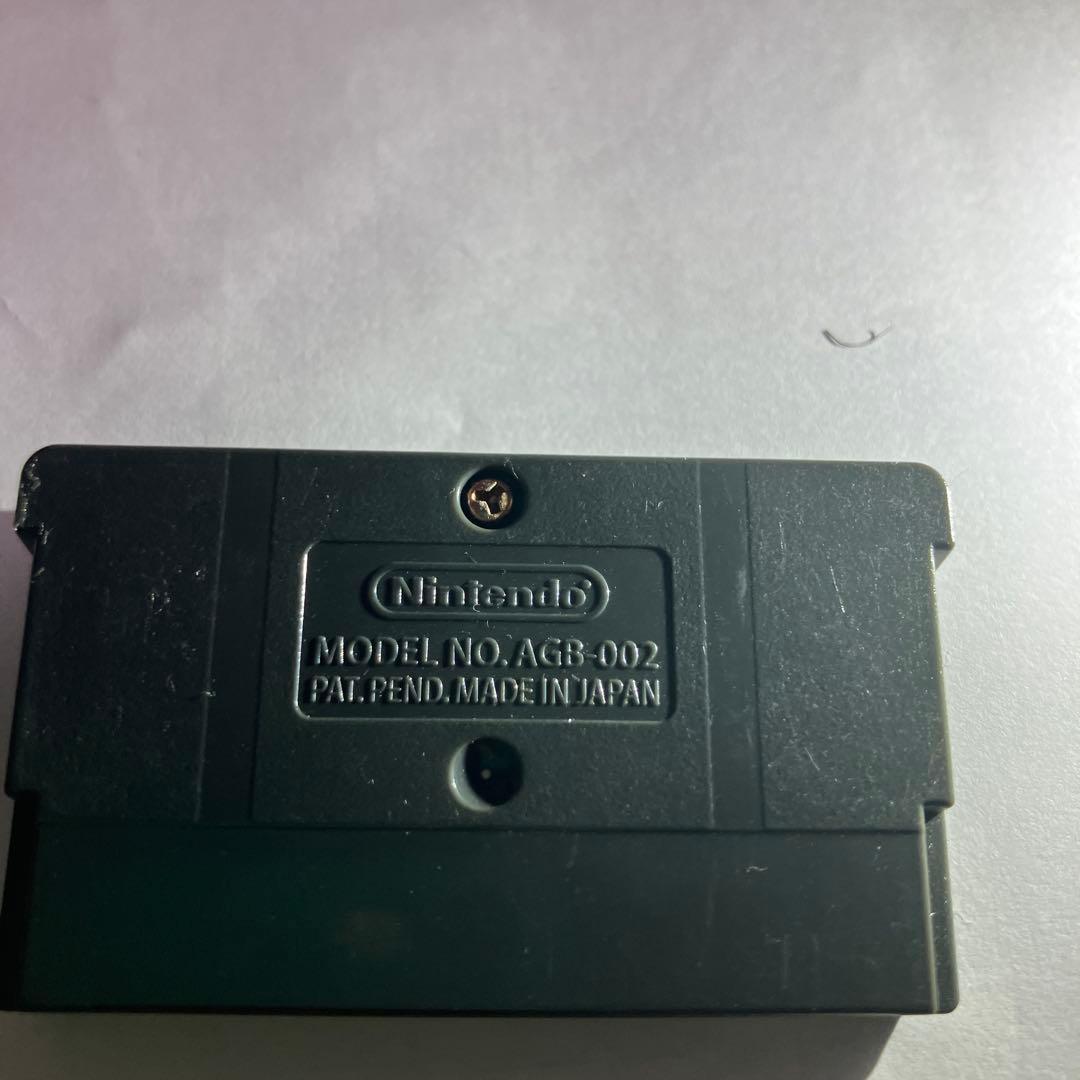 Nintendo®
MODEL NO. AGB-002
PAT. PEND. MADE IN JAPAN